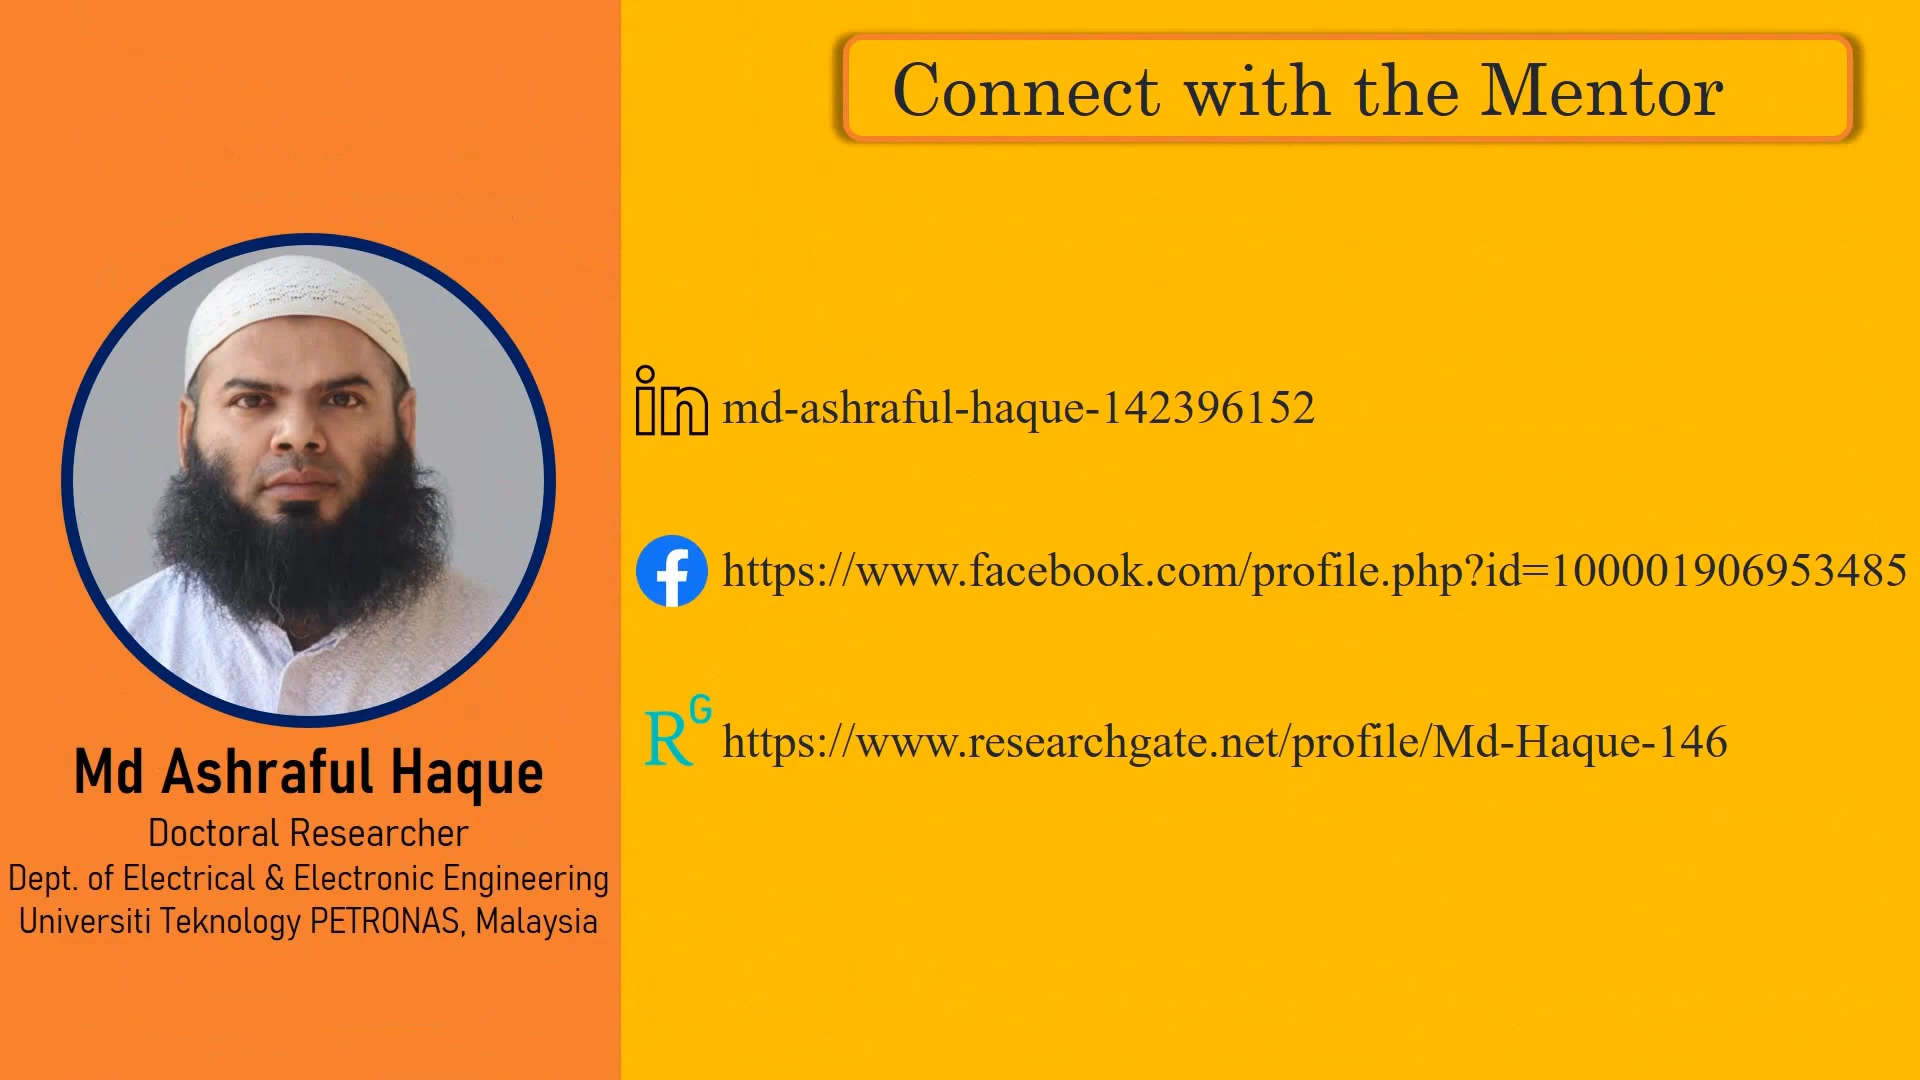 Connect with the Mentor
in md-ashraful-haque-142396152
f https://www.facebook.com/profile.php?id=100001906953485
RG https://www.researchgate.net/profile/Md-Haque-146
Md Ashraful Haque
Doctoral Researcher
Dept. of Electrical & Electronic Engineering
Universiti Teknology PETRONAS, Malaysia